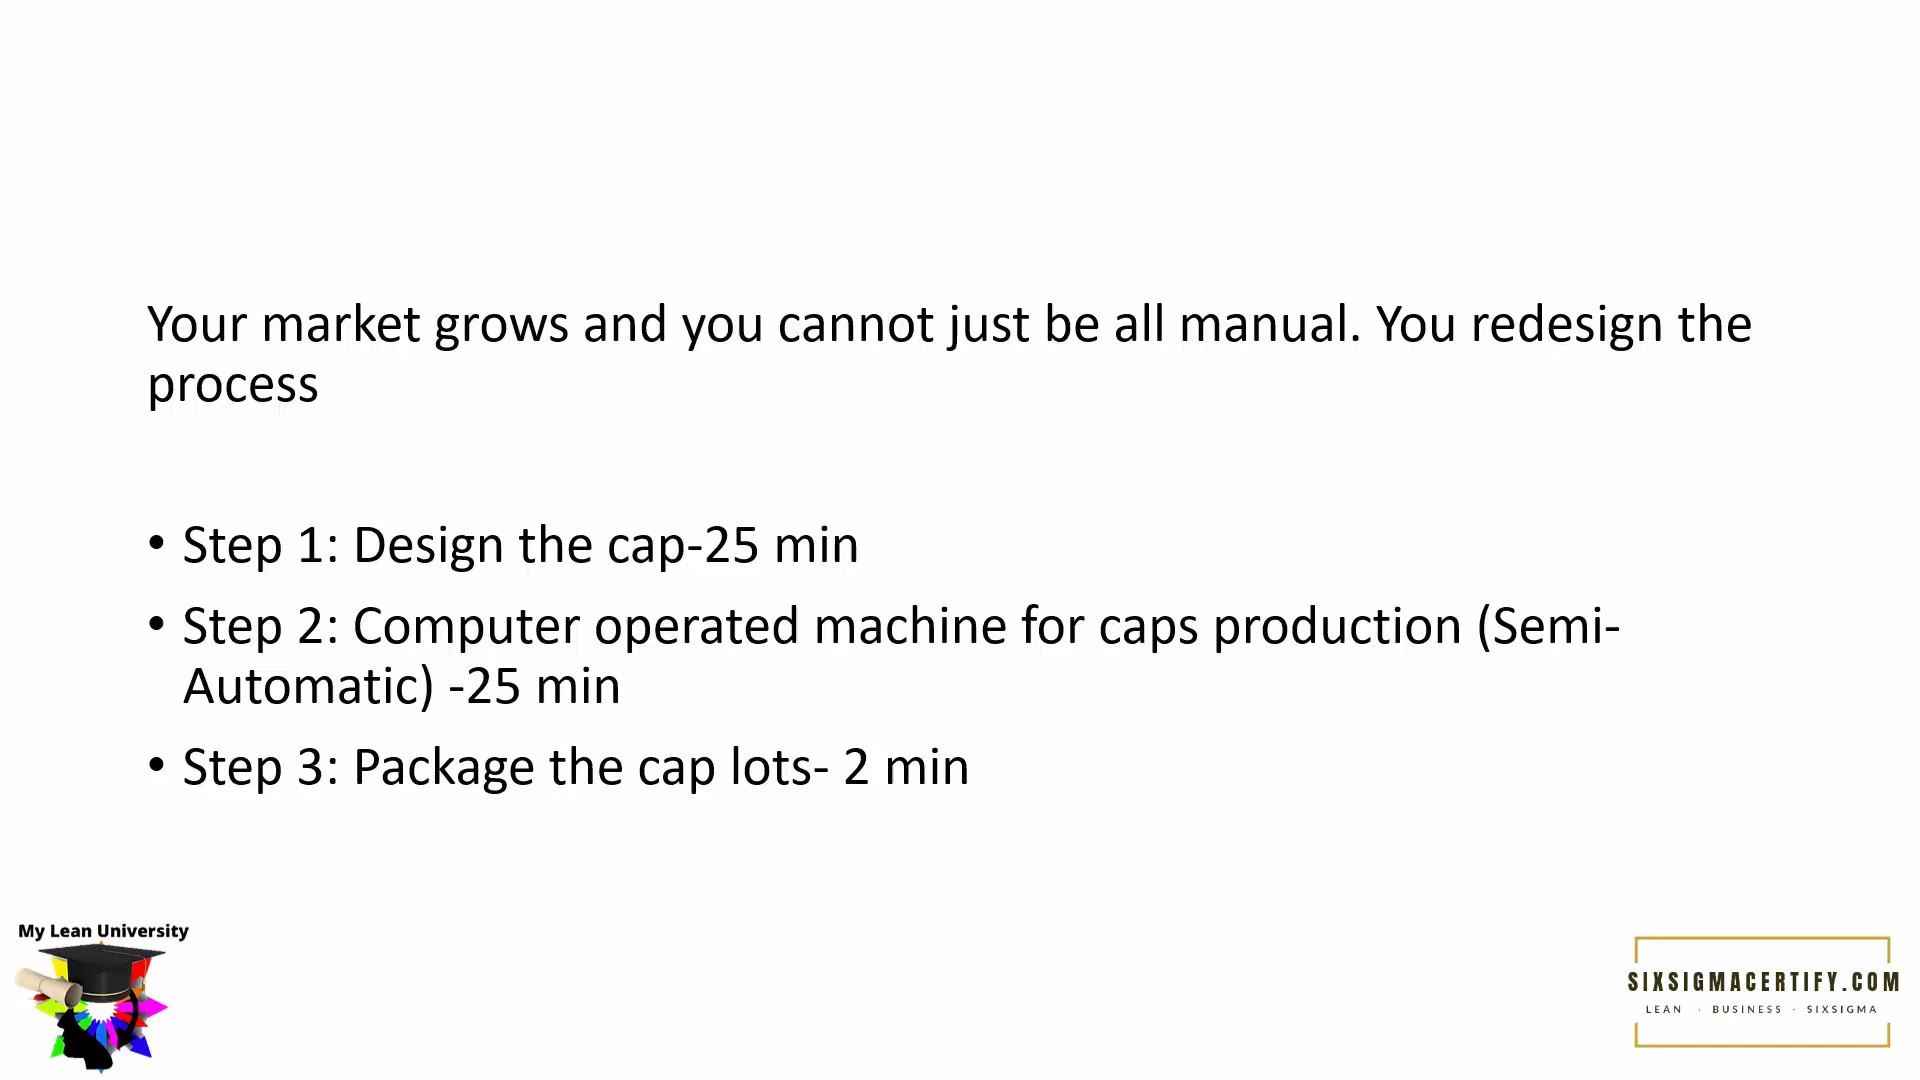 Your market grows and you cannot just be all manual. You redesign the
process
• Step 1: Design the cap-25 min
• Step 2: Computer operated machine for caps production (Semi-
Automatic) -25 min
• Step 3: Package the cap lots- 2 min
My Lean University
SIXSIGMACERTIFY.COM
LEAN · BUSINESS · SIXSIGMA